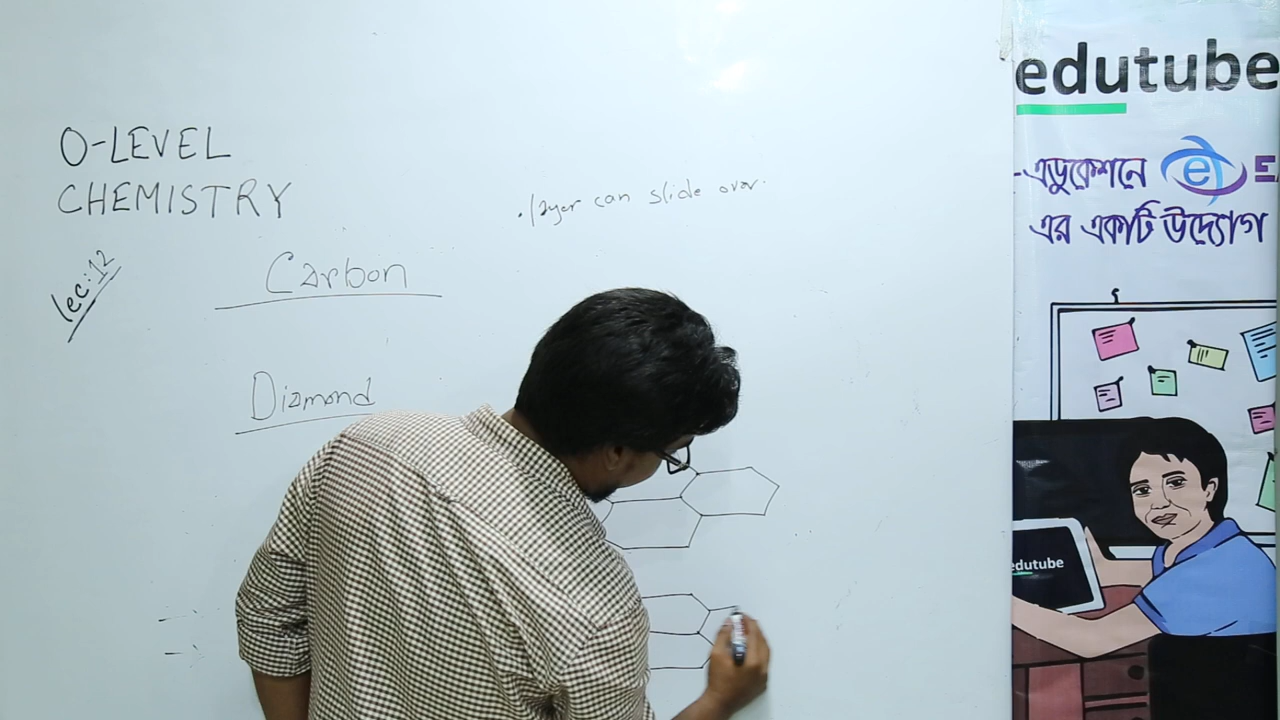 O-LEVEL
CHEMISTRY
lec:12
Carbon
Diamond
. layer can slide over.
edutube
-এডুকেশনে
এর একটি উদ্যোগ
edutube